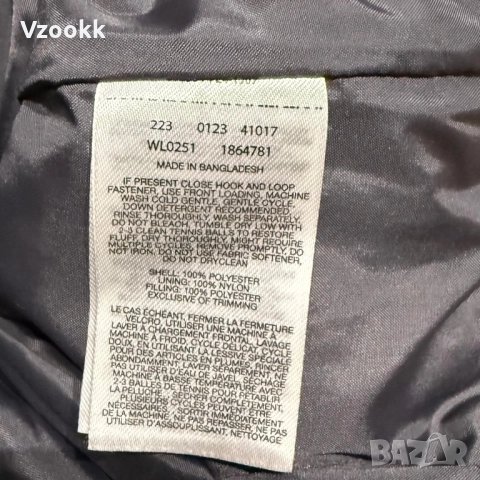 Vzookk
223 0123 41017
WL0251 1864781
MADE IN BANGLADESH
IF PRESENT CLOSE HOOK AND LOOP
FASTENER, USE FRONT LOADING, MACHINE
WASH COLD GENTLE, GENTLE CYCLE.
DOWN DETERGENT RECOMMENDED,
RINSE THOROUGHLY, WASH SEPARATELY,
DO NOT BLEACH, TUMBLE DRY LOW WITH
2-3 CLEAN TENNIS BALLS TO RESTORE
FLUFF DRY THOROUGHLY, MIGHT REQUIRE
MULTIPLE CYCLES, REMOVE PROMPTLY DO
NOT IRON, DO NOT USE FABRIC SOFTENER,
DO NOT DRYCLEAN
SHELL: 100% POLYESTER
LINING: 100% NYLON
FILLING: 100% POLYESTER
EXCLUSIVE OF TRIMMING
LE CAS ÉCHÉANT, FERMER LA FERMETURE
VELCRO, UTILISER UNE MACHINE À
LAVER À CHARGEMENT FRONTAL, LAVAGE
MACHINE À FROID, CYCLE DÉLICAT, CYCLE
DOUX, EN UTILISANT LA LESSIVE SPÉCIALE
POUR DES ARTICLES EN PLUMES, RINCER
ABONDAMMENT LAVER SÉPARÉMENT, NE
PAS UTILISER D'EAU DE JAVEL SÉCHAGE
MACHINE À BASSE TEMPÉRATURE AVEC
2-3 BALLES DE TENNIS POUR RÉTABLIR
LA PELUCHE, SÉCHER COMPLÈTEMENT,
PLUSIEURS CYCLES PEUVENT ÊTRE
NÉCESSAIRES, SORTIR IMMÉDIATEMENT
DE LA MACHINE, NE PAS REPASSER, NE PAS
UTILISER D'ASSOUPLISSANT, NETTOYAGE
BAZAR